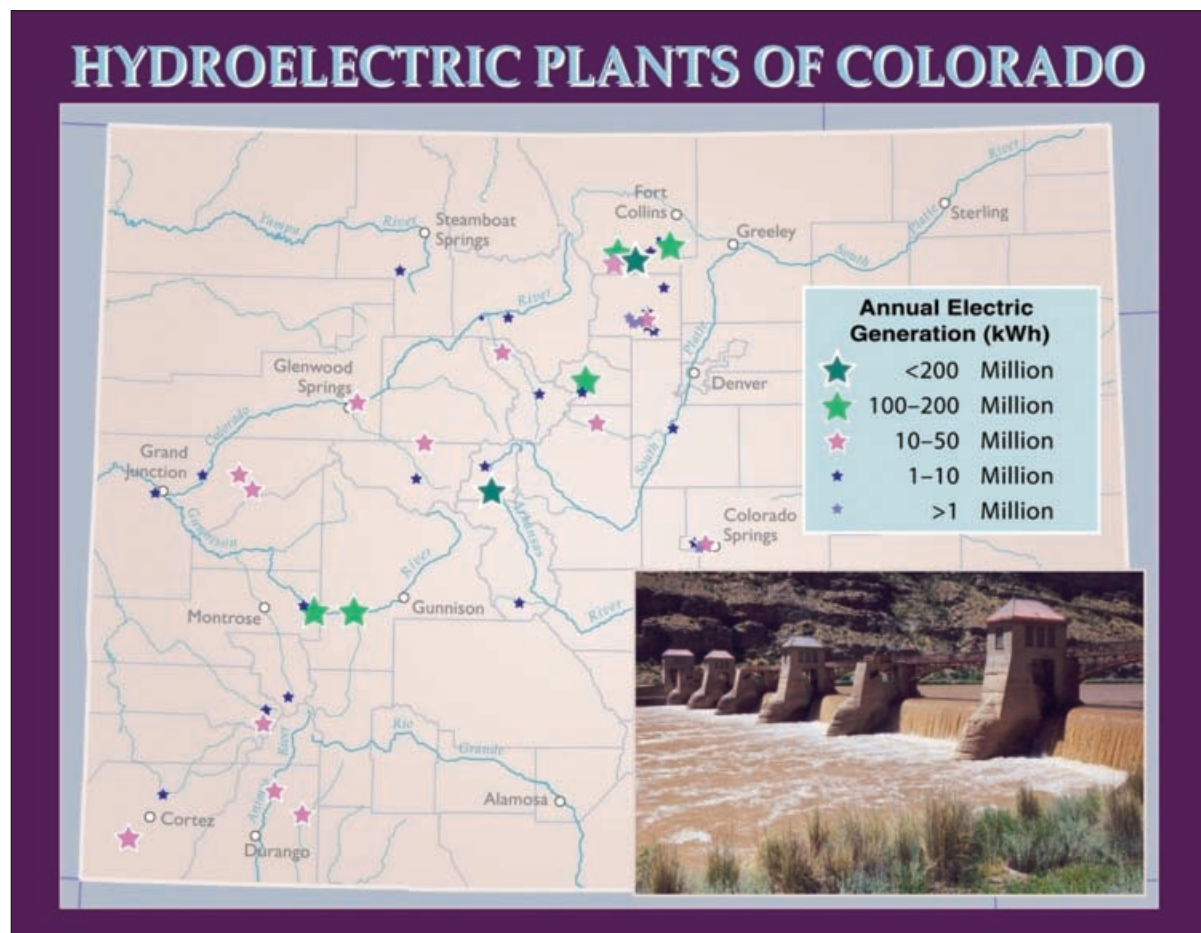 HYDROELECTRIC PLANTS OF COLORADO
River
Fort
Collins
Sterling
Platte
Yampa
River
Steamboat
Springs
Greeley
South
River
Annual Electric
Generation (kWh)
<200 Million
100–200 Million
10–50 Million
1–10 Million
>1 Million
Platte
Glenwood
Springs
Denver
Colorado
Grand
Junction
South
Arkansas
Colorado
Springs
Gunnison
River
Gunnison
Montrose
River
Rio
Grande
River
Animas
Alamosa
Cortez
Durango